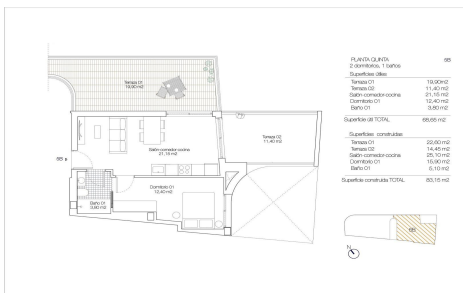 Terraza 01
19,90 m2
Salón-comedor-cocina
21,15 m2
Terraza 02
11,40 m2
5B
Dormitorio 01
12,40 m2
Baño 01
3,80 m2
PLANTA QUINTA 5B
2 dormitorios, 1 baños
Superficies útiles:
Terraza 01 19,90m2
Terraza 02 11,40 m2
Salón-comedor-cocina 21,15 m2
Dormitorio 01 12,40 m2
Baño 01 3,80 m2
Superficie útil TOTAL 68,65 m2
Superficies construidas:
Terraza 01 22,60 m2
Terraza 02 14,45 m2
Salón-comedor-cocina 25,10 m2
Dormitorio 01 15,90 m2
Baño 01 5,10 m2
Superficie construida TOTAL 83,15 m2
5B
N